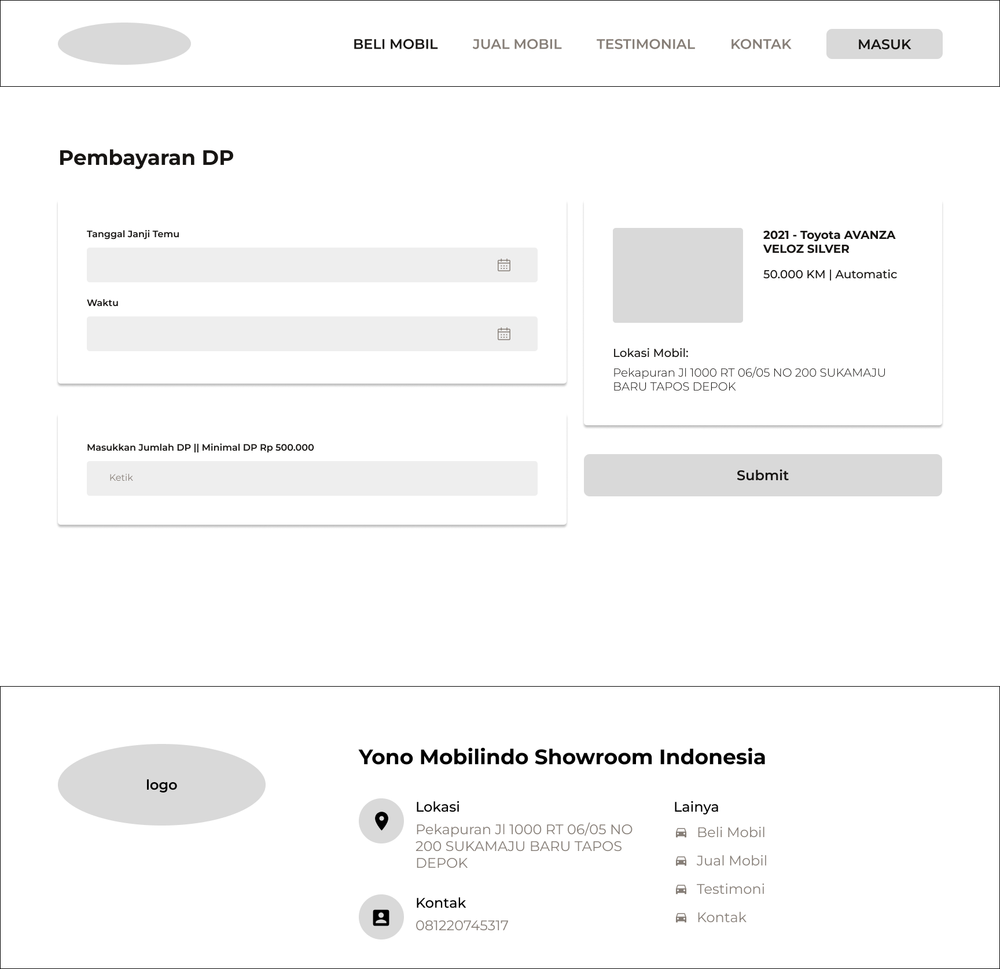 BELI MOBIL
JUAL MOBIL
TESTIMONIAL
KONTAK
MASUK
Pembayaran DP
Tanggal Janji Temu
Waktu
Masukkan Jumlah DP || Minimal DP Rp 500.000
Ketik
2021 - Toyota AVANZA
VELOZ SILVER
50.000 KM | Automatic
Lokasi Mobil:
Pekapuran Jl 1000 RT 06/05 NO 200 SUKAMAJU
BARU TAPOS DEPOK
Submit
logo
Yono Mobilindo Showroom Indonesia
Lokasi
Pekapuran Jl 1000 RT 06/05 NO
200 SUKAMAJU BARU TAPOS
DEPOK
Kontak
081220745317
Lainya
Beli Mobil
Jual Mobil
Testimoni
Kontak